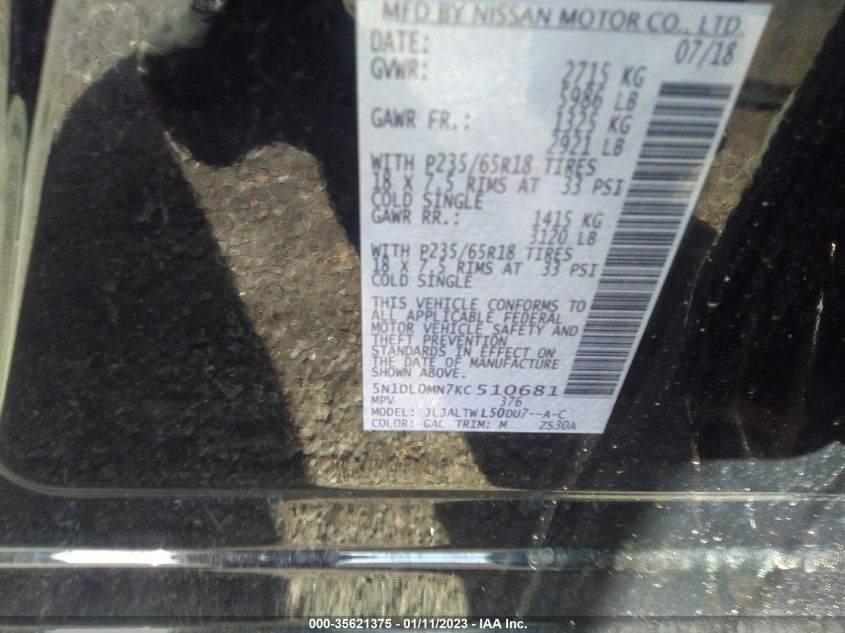 MFD BY NISSAN MOTOR CO., LTD.
DATE: 07/18
GVWR: 2715 KG
5986 LB
GAWR FR.: 1325 KG
2921 LB
WITH P235/65R18 TIRES
18 X 7.5 RIMS AT 33 PSI
COLD SINGLE
GAWR RR.: 1415 KG
3120 LB
WITH P235/65R18 TIRES
18 X 7.5 RIMS AT 33 PSI
COLD SINGLE
THIS VEHICLE CONFORMS TO
ALL APPLICABLE FEDERAL
MOTOR VEHICLE SAFETY AND
THEFT PREVENTION
STANDARDS IN EFFECT ON
THE DATE OF MANUFACTURE
SHOWN ABOVE.
5N1DL0MN7KC510681
MPV 376
MODEL: JL3ALTWL50DU7--A-C
COLOR: GAL TRIM: M ZS30A
000-35621375 - 01/11/2023 - IAA Inc.